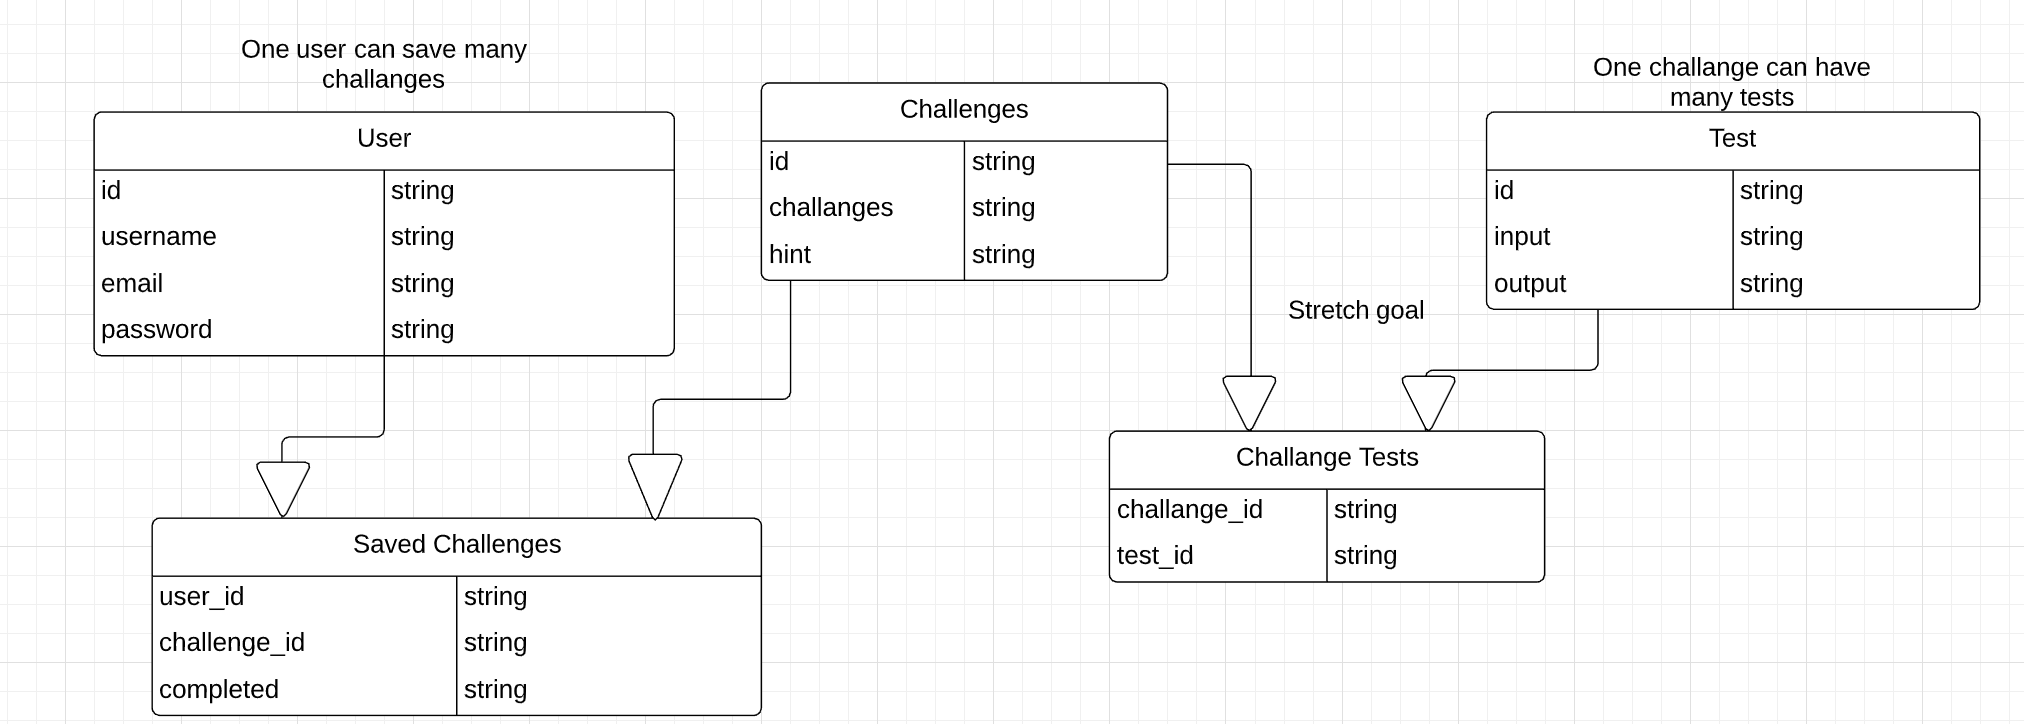 One user can save many
challanges
User
id string
username string
email string
password string
Challenges
id string
challanges string
hint string
One challange can have
many tests
Test
id string
input string
output string
Stretch goal
Saved Challenges
user_id string
challenge_id string
completed string
Challange Tests
challange_id string
test_id string